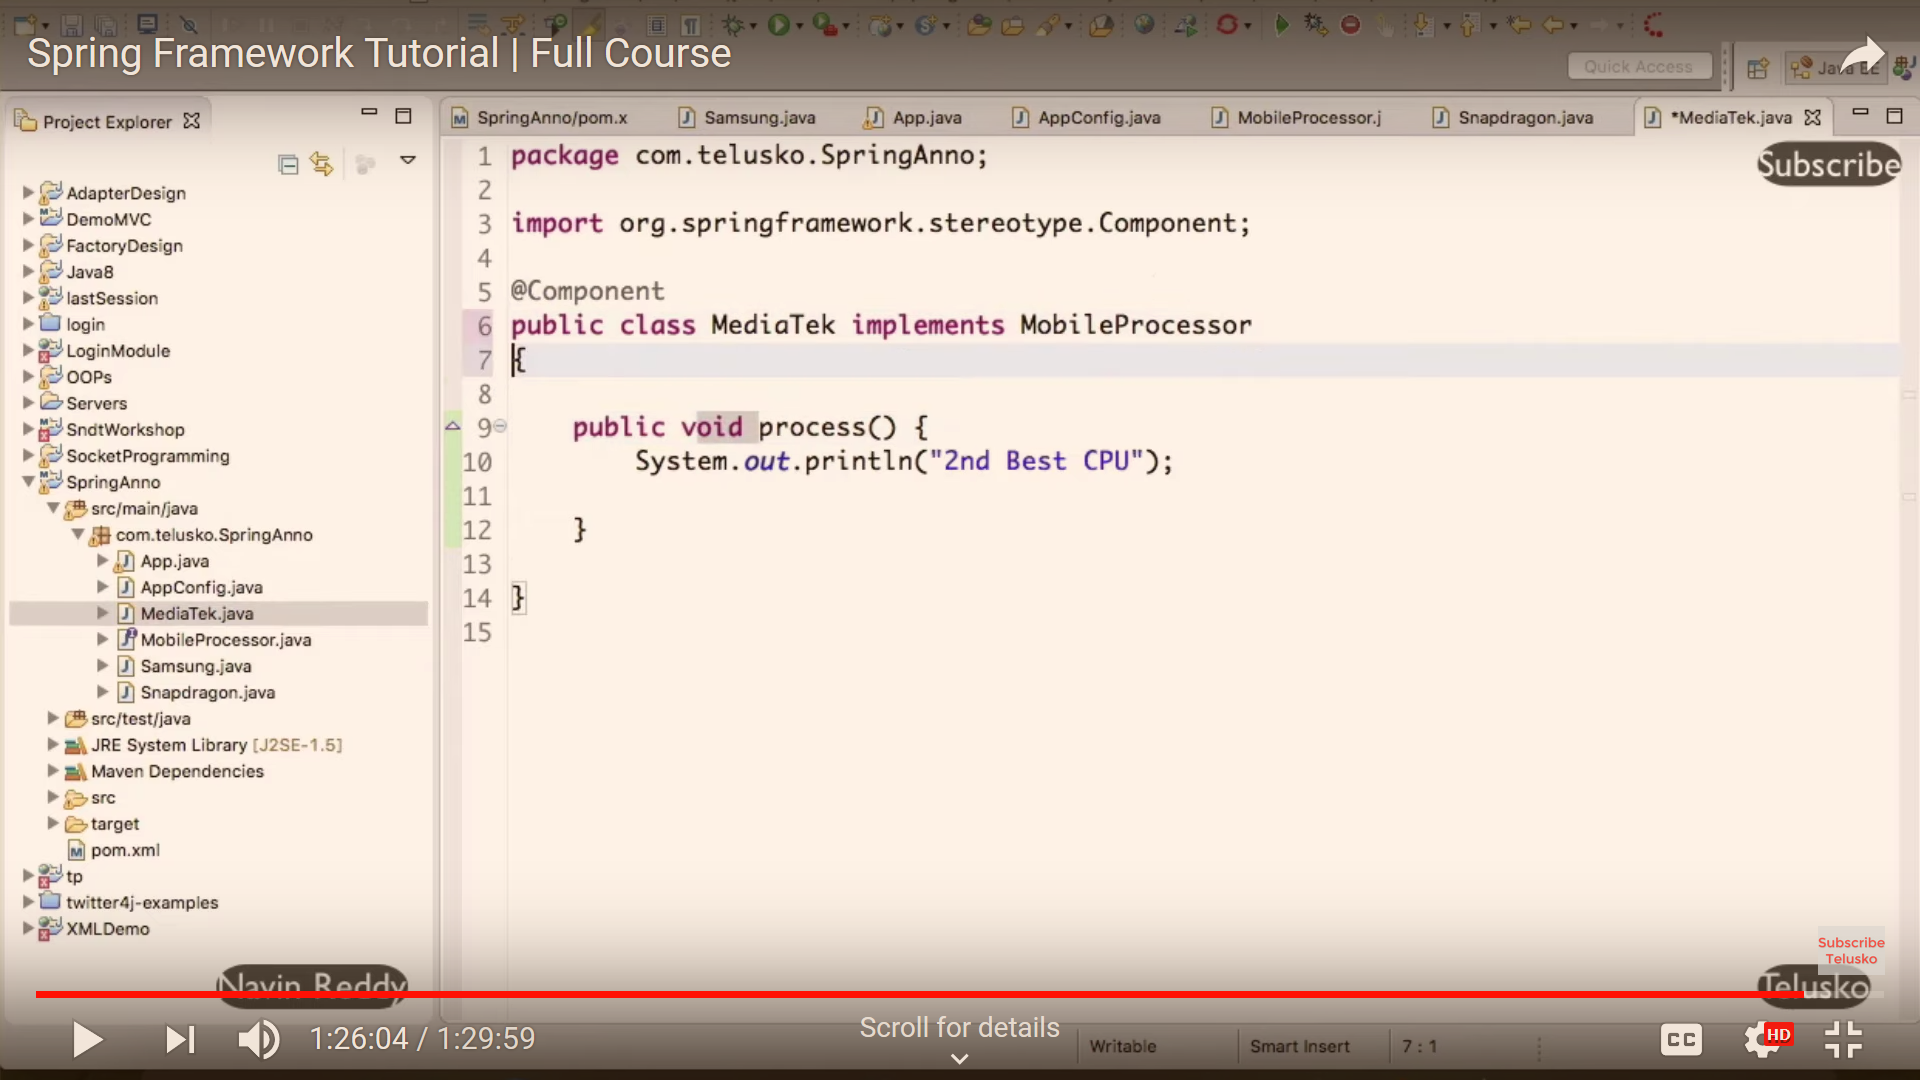 Spring Framework Tutorial | Full Course
Quick Access
Java EE
Project Explorer
SpringAnno/pom.x
Samsung.java
App.java
AppConfig.java
MobileProcessor.j
Snapdragon.java
*MediaTek.java
Subscribe
AdapterDesign
DemoMVC
FactoryDesign
Java8
lastSession
login
LoginModule
OOPs
Servers
SndtWorkshop
SocketProgramming
SpringAnno
src/main/java
com.telusko.SpringAnno
App.java
AppConfig.java
MediaTek.java
MobileProcessor.java
Samsung.java
Snapdragon.java
src/test/java
JRE System Library [J2SE-1.5]
Maven Dependencies
src
target
pom.xml
tp
twitter4j-examples
XMLDemo
1 package com.telusko.SpringAnno;
2
3 import org.springframework.stereotype.Component;
4
5 @Component
6 public class MediaTek implements MobileProcessor
7 {
8
9 public void process() {
10 System.out.println("2nd Best CPU");
11
12 }
13
14 }
15
Subscribe
Telusko
Navin Reddy
Telusko
1:26:04 / 1:29:59
Scroll for details
Writable
Smart Insert
7 : 1
CC
HD